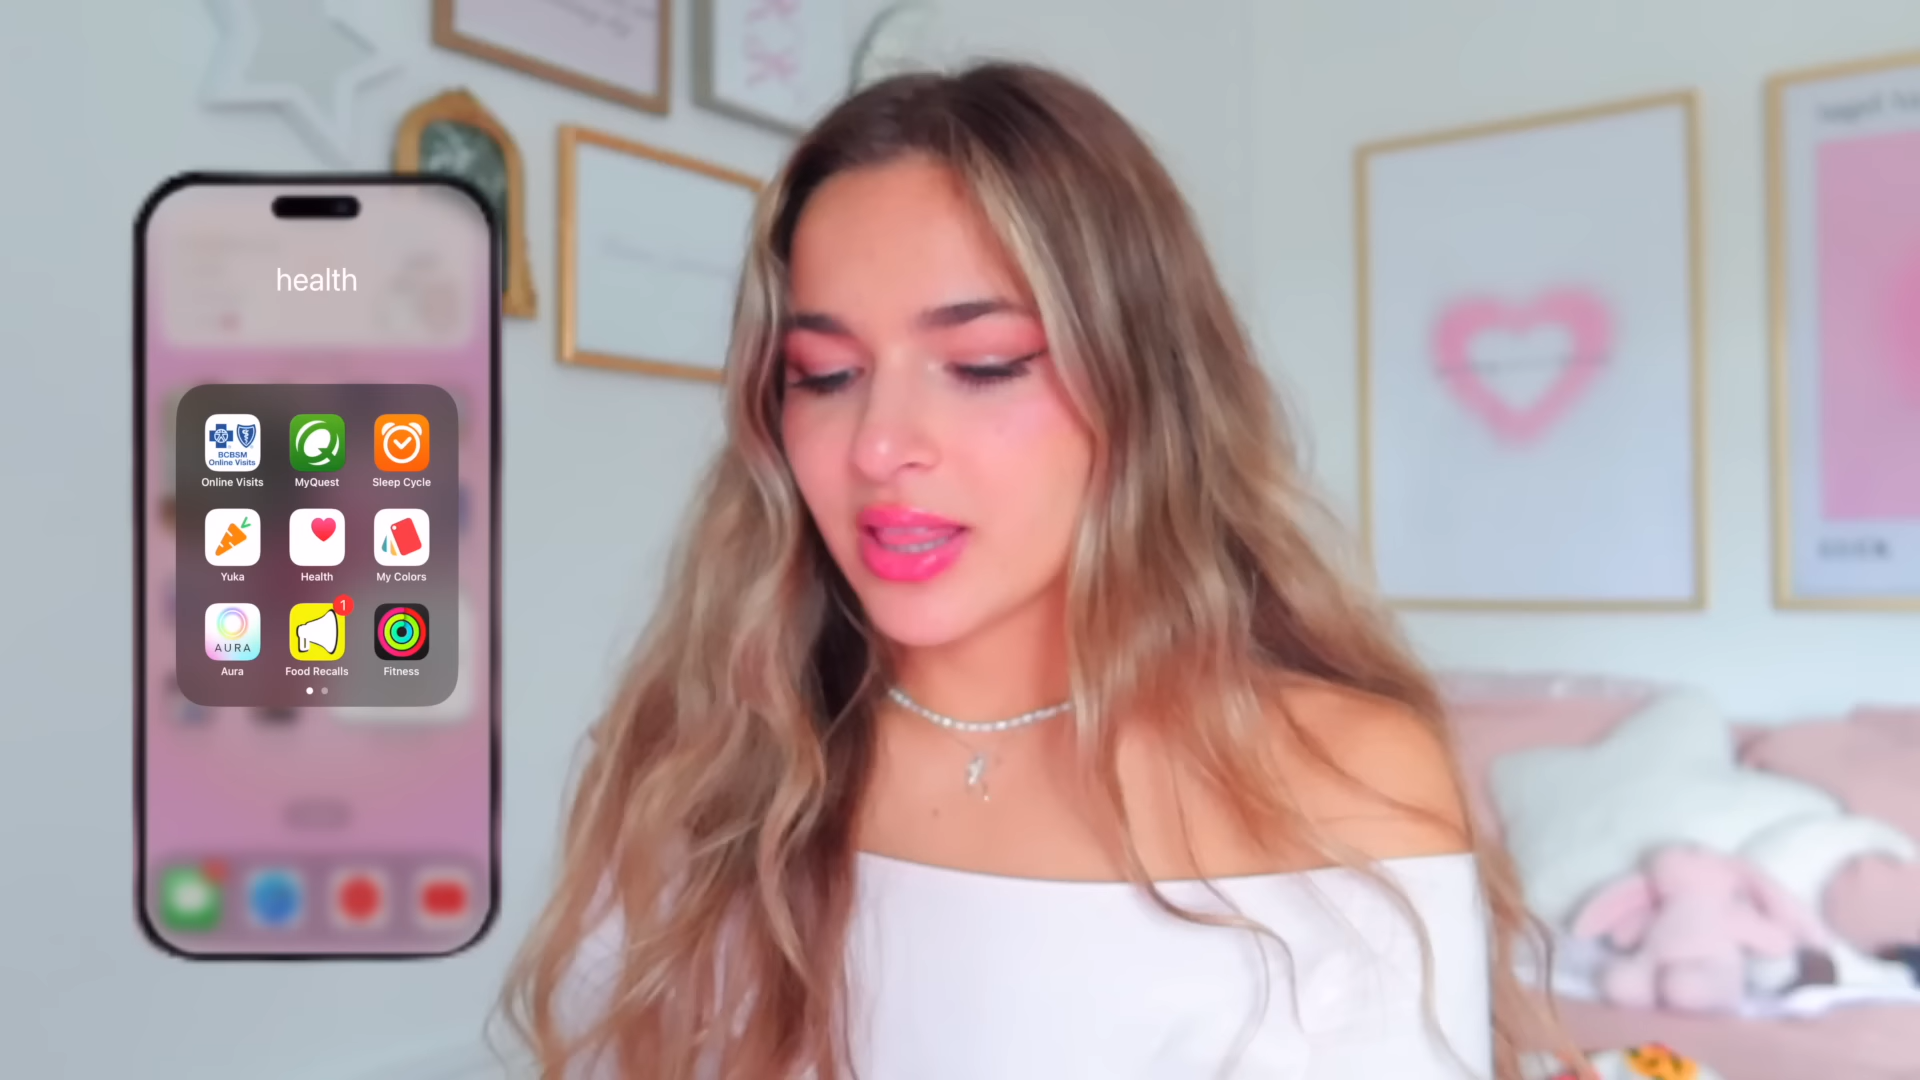 health
BCBSM
Online Visits
Online Visits
MyQuest
Sleep Cycle
Yuka
Health
My Colors
AURA
1
Aura
Food Recalls
Fitness